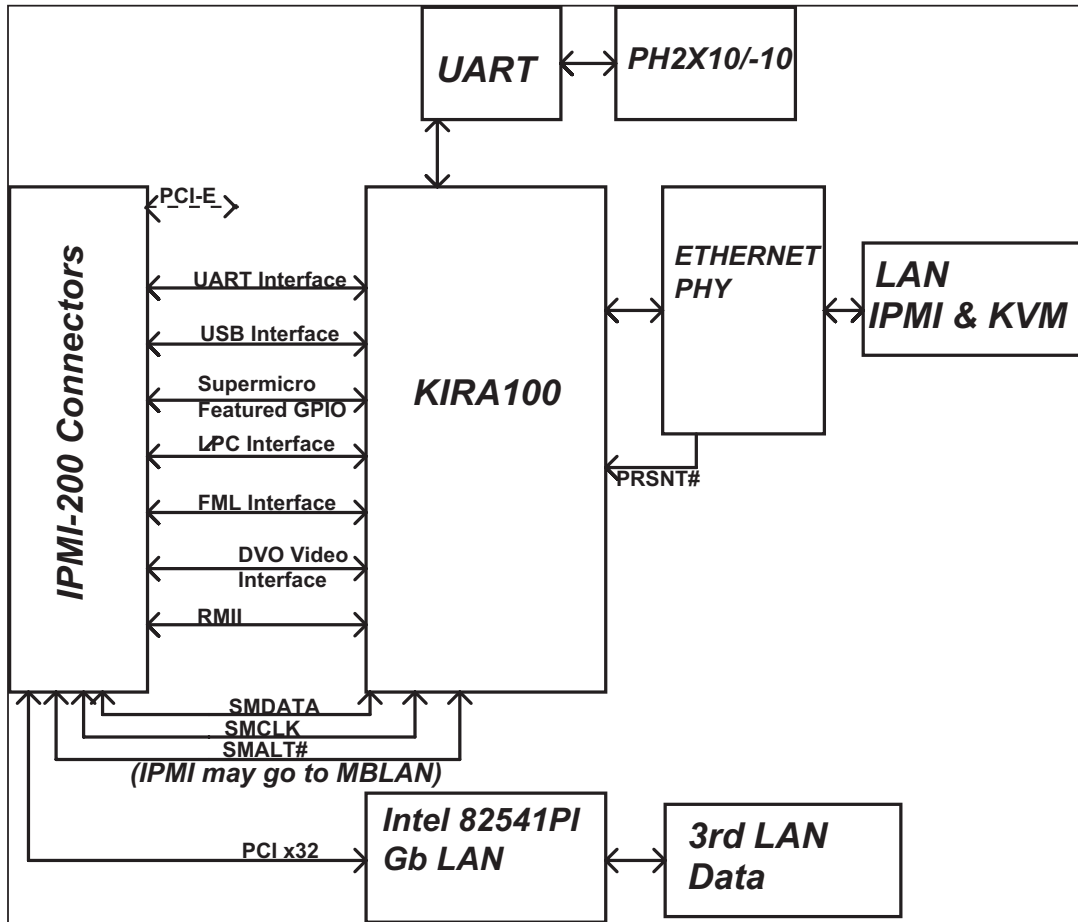 UART
PH2X10/-10
IPMI-200 Connectors
PCI-E
UART Interface
USB Interface
Supermicro
Featured GPIO
LPC Interface
FML Interface
DVO Video
Interface
RMII
KIRA100
ETHERNET
PHY
LAN
IPMI & KVM
PRSNT#
SMDATA
SMCLK
SMALT#
(IPMI may go to MBLAN)
PCI x32
Intel 82541PI
Gb LAN
3rd LAN
Data